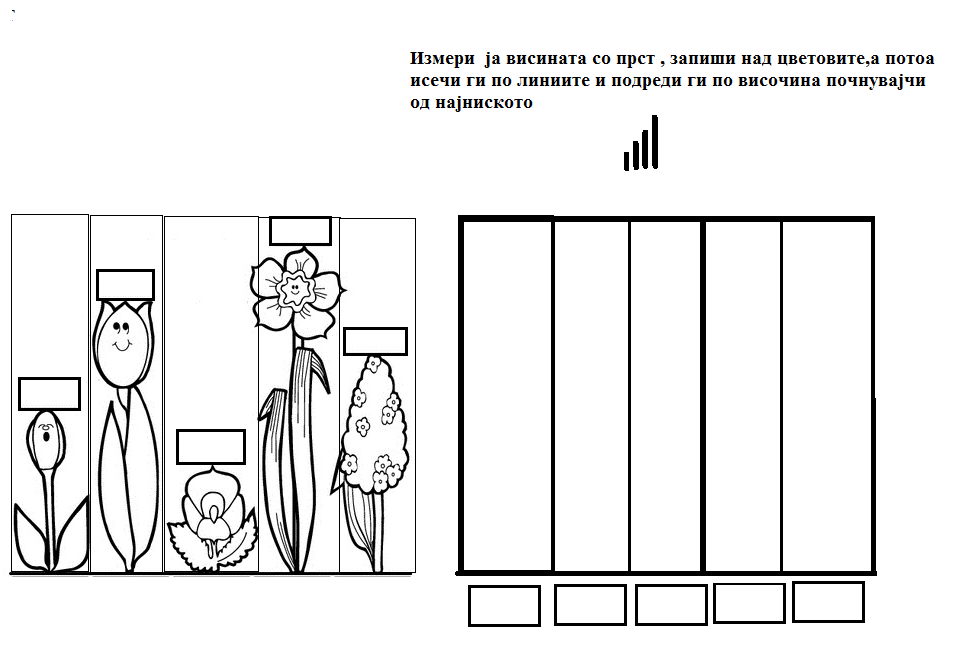 Измери ја висината со прст , запиши над цветовите,а потоа
исечи ги по линиите и подреди ги по височина почнувајчи
од најниското